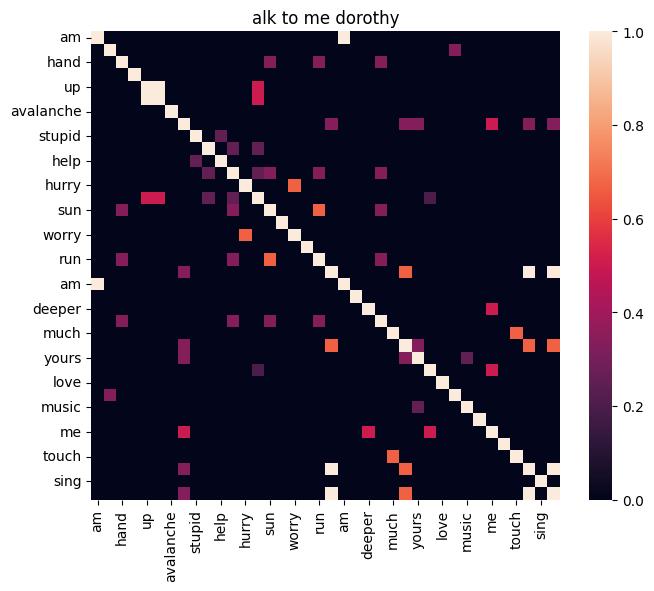 alk to me dorothy
am
hand
up
avalanche
stupid
help
hurry
sun
worry
run
am
deeper
much
yours
love
music
me
touch
sing
am
hand
up
avalanche
stupid
help
hurry
sun
worry
run
am
deeper
much
yours
love
music
me
touch
sing
1.0
0.8
0.6
0.4
0.2
0.0